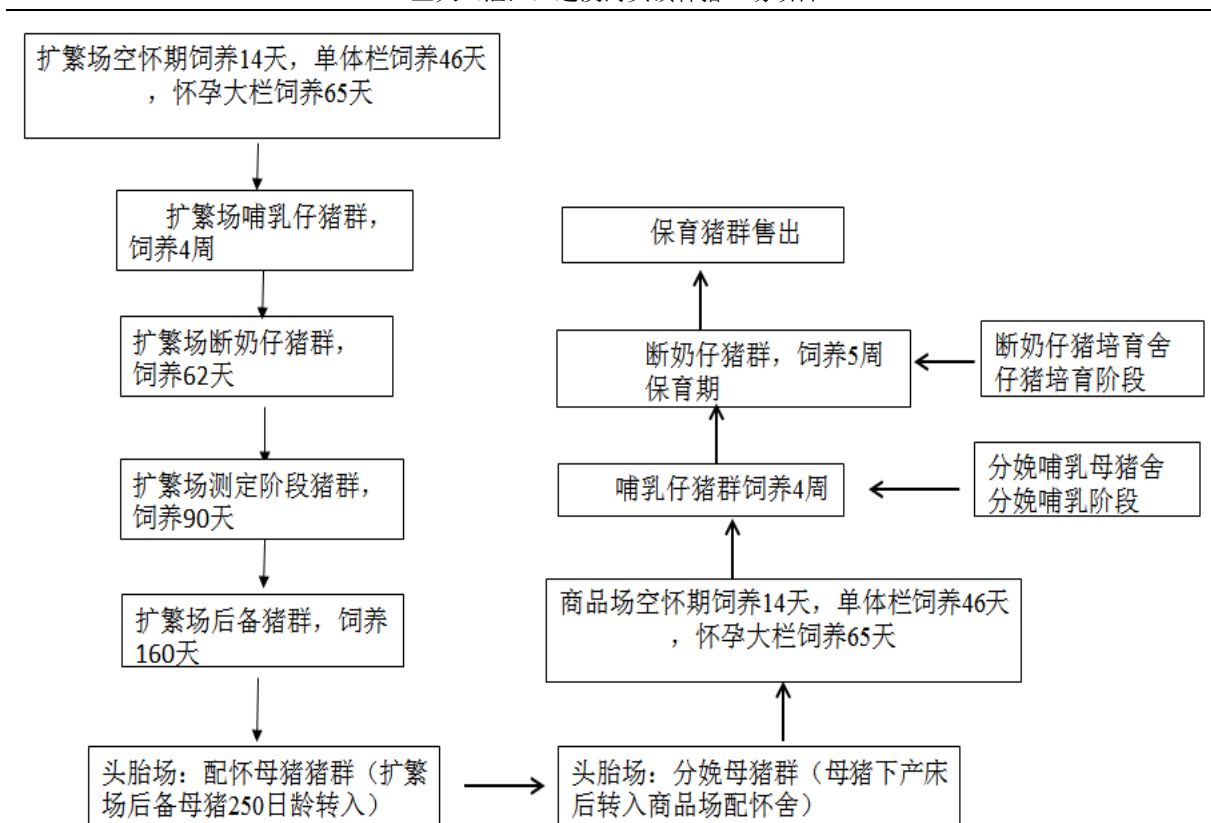 扩繁场空怀期饲养14天，单体栏饲养46天
，怀孕大栏饲养65天
扩繁场哺乳仔猪群，
饲养4周
扩繁场断奶仔猪群，
饲养62天
扩繁场测定阶段猪群，
饲养90天
扩繁场后备猪群，饲养
160天
头胎场：配怀母猪猪群（扩繁
场后备母猪250日龄转入）
头胎场：分娩母猪群（母猪下产床
后转入商品场配怀舍）
商品场空怀期饲养14天，单体栏饲养46天
，怀孕大栏饲养65天
哺乳仔猪群饲养4周
分娩哺乳母猪舍
分娩哺乳阶段
断奶仔猪群，饲养5周
保育期
断奶仔猪培育舍
仔猪培育阶段
保育猪群售出